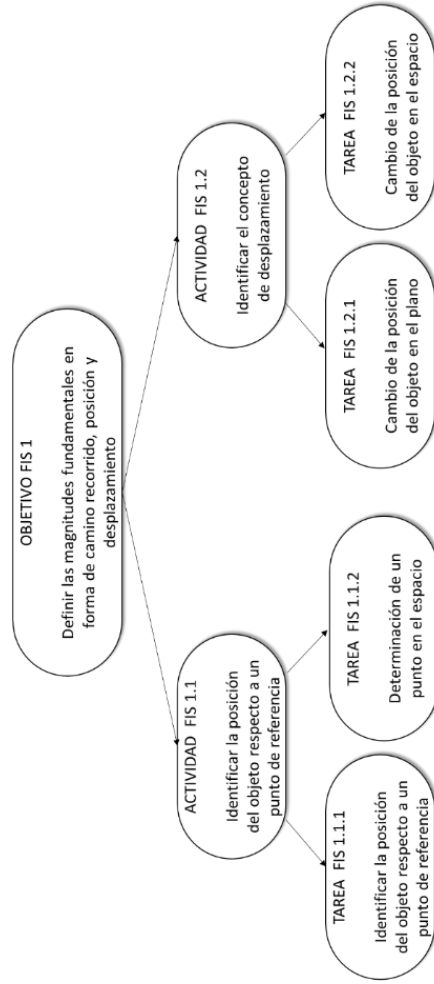 OBJETIVO FIS 1
Definir las magnitudes fundamentales en
forma de camino recorrido, posición y
desplazamiento
ACTIVIDAD FIS 1.1
Identificar la posición
del objeto respecto a un
punto de referencia
ACTIVIDAD FIS 1.2
Identificar el concepto
de desplazamiento
TAREA FIS 1.1.1
Identificar la posición
del objeto respecto a un
punto de referencia
TAREA FIS 1.1.2
Determinación de un
punto en el espacio
TAREA FIS 1.2.1
Cambio de la posición
del objeto en el plano
TAREA FIS 1.2.2
Cambio de la posición
del objeto en el espacio